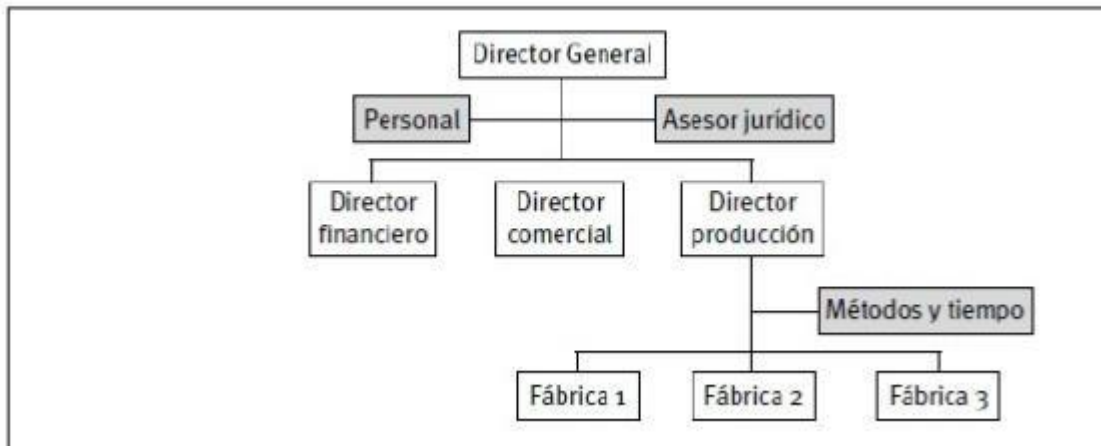 Director General
Personal
Asesor jurídico
Director
financiero
Director
comercial
Director
producción
Métodos y tiempo
Fábrica 1
Fábrica 2
Fábrica 3